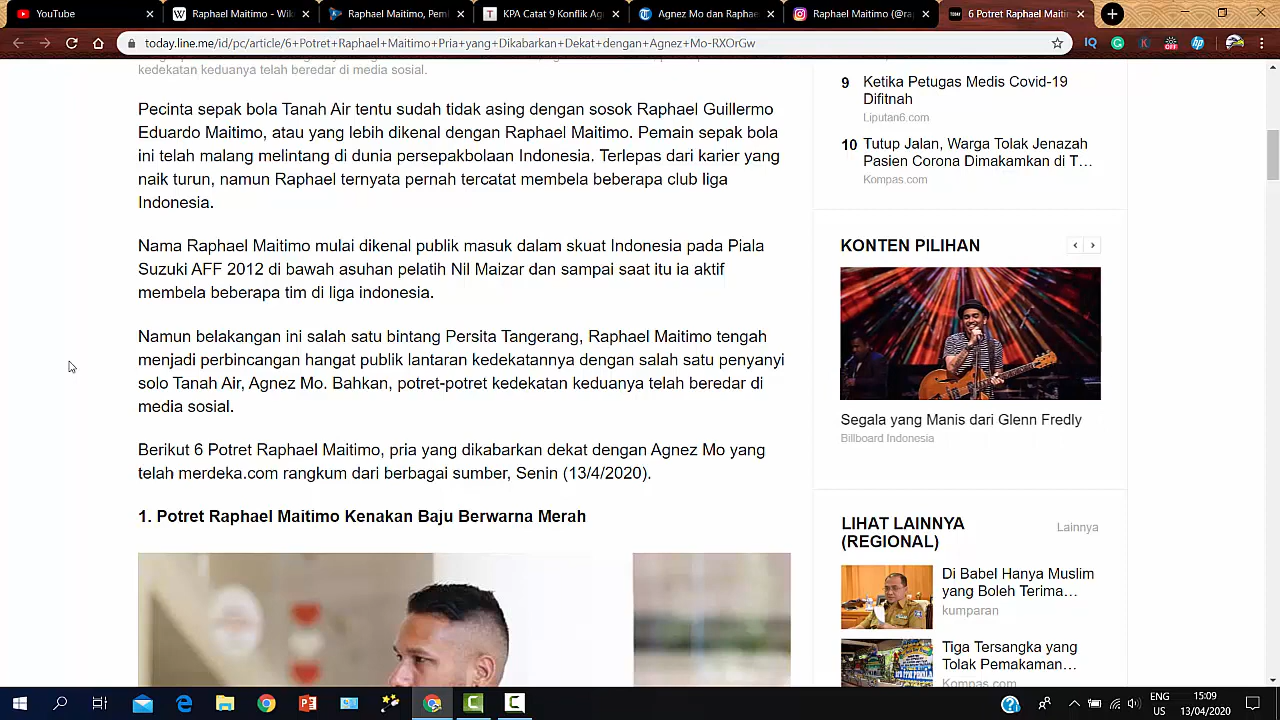 YouTube
Raphael Maitimo - Wik
Raphael Maitimo, Pem
KPA Catat 9 Konflik Ag
Agnez Mo dan Raphae
Raphael Maitimo (@ra
6 Potret Raphael Maitim
today.line.me/id/pc/article/6+Potret+Raphael+Maitimo+Pria+yang+Dikabarkan+Dekat+dengan+Agnez+Mo-RXOrGw
kedekatan keduanya telah beredar di media sosial.
Pecinta sepak bola Tanah Air tentu sudah tidak asing dengan sosok Raphael Guillermo
Eduardo Maitimo, atau yang lebih dikenal dengan Raphael Maitimo. Pemain sepak bola
ini telah malang melintang di dunia persepakbolaan Indonesia. Terlepas dari karier yang
naik turun, namun Raphael ternyata pernah tercatat membela beberapa club liga
Indonesia.
Nama Raphael Maitimo mulai dikenal publik masuk dalam skuat Indonesia pada Piala
Suzuki AFF 2012 di bawah asuhan pelatih Nil Maizar dan sampai saat itu ia aktif
membela beberapa tim di liga indonesia.
Namun belakangan ini salah satu bintang Persita Tangerang, Raphael Maitimo tengah
menjadi perbincangan hangat publik lantaran kedekatannya dengan salah satu penyanyi
solo Tanah Air, Agnez Mo. Bahkan, potret-potret kedekatan keduanya telah beredar di
media sosial.
Berikut 6 Potret Raphael Maitimo, pria yang dikabarkan dekat dengan Agnez Mo yang
telah merdeka.com rangkum dari berbagai sumber, Senin (13/4/2020).
1. Potret Raphael Maitimo Kenakan Baju Berwarna Merah
9 Ketika Petugas Medis Covid-19
Difitnah
Liputan6.com
10 Tutup Jalan, Warga Tolak Jenazah
Pasien Corona Dimakamkan di T...
Kompas.com
KONTEN PILIHAN
Segala yang Manis dari Glenn Fredly
Billboard Indonesia
LIHAT LAINNYA
(REGIONAL)
Lainnya
Di Babel Hanya Muslim
yang Boleh Terima...
kumparan
Tiga Tersangka yang
Tolak Pemakaman...
Kompas.com
ENG
US
15:09
13/04/2020